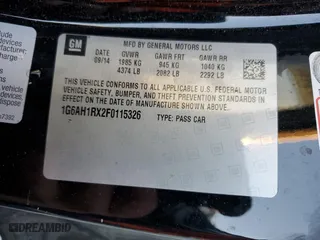 GM
MFD BY GENERAL MOTORS LLC
DATE GVWR GAWR FRT GAWR RR
09/14 1985 KG 945 KG 1040 KG
4374 LB 2082 LB 2292 LB
THIS VEHICLE CONFORMS TO ALL APPLICABLE U.S. FEDERAL MOTOR
VEHICLE SAFETY, BUMPER, AND THEFT PREVENTION STANDARDS IN
EFFECT ON THE DATE OF MANUFACTURE SHOWN ABOVE.
1G6AH1RX2F0115326 TYPE: PASS CAR
DREAMBID